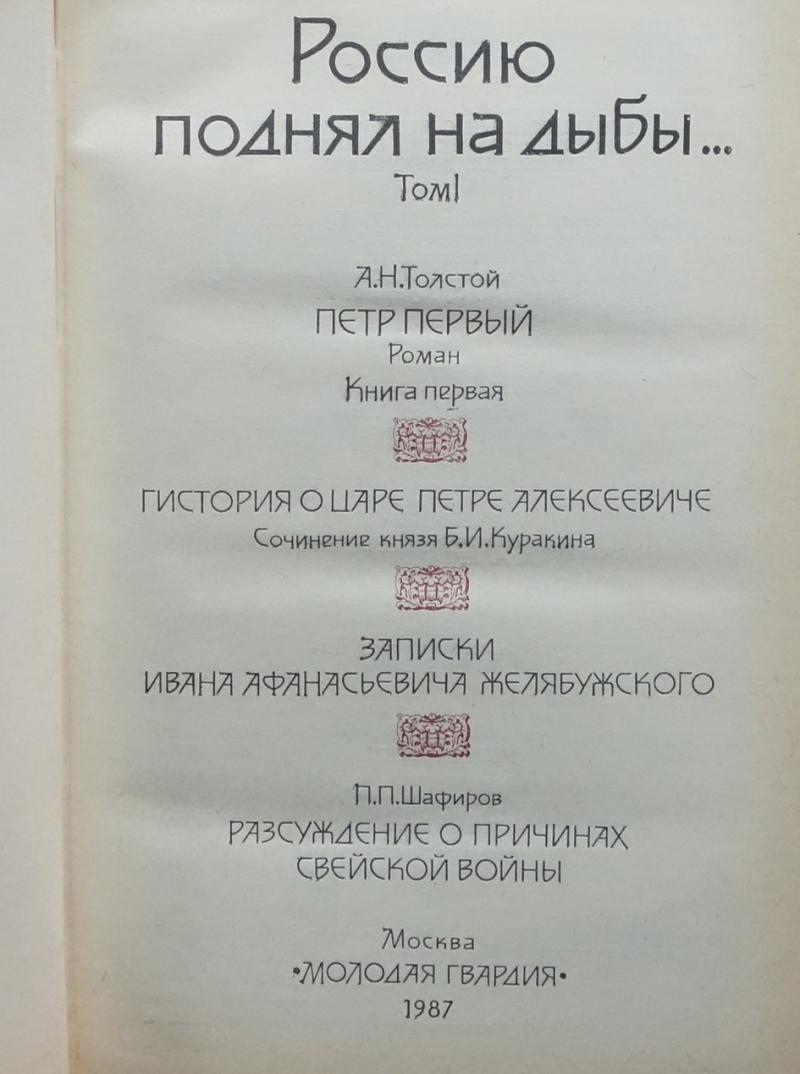 Россию
поднял на дыбы...
Том I
А.Н.Толстой
ПЕТР ПЕРВЫЙ
Роман
Книга первая
ГИСТОРИЯ О ЦАРЕ ПЕТРЕ АЛЕКСЕЕВИЧЕ
Сочинение князя Б.И.Куракина
ЗАПИСКИ
ИВАНА АФАНАСЬЕВИЧА ЖЕЛЯБУЖСКОГО
П.П.Шафиров
РАЗСУЖДЕНИЕ О ПРИЧИНАХ
СВЕЙСКОЙ ВОЙНЫ
Москва
•МОЛОДАЯ ГВАРДИЯ•
1987